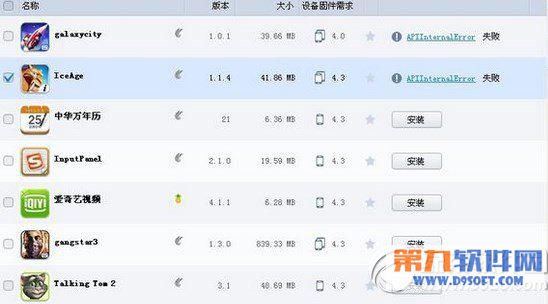 名称 版本 大小 设备固件需求
galaxycity 1.0.1 39.66 MB 4.0 APIInternalError 失败
IceAge 1.1.4 41.86 MB 4.3 APIInternalError 失败
中华万年历 21 6.36 MB 4.3 安装
InputPanel 2.1.0 19.59 MB 4.3 安装
爱奇艺视频 4.1.1 6.28 MB 4.3 安装
gangster3 1.3.0 839.33 MB 4.3 安装
Talking Tom 2 3.1 40.69 MB 4.3
第九软件网
WWW.D9SOFT.COM